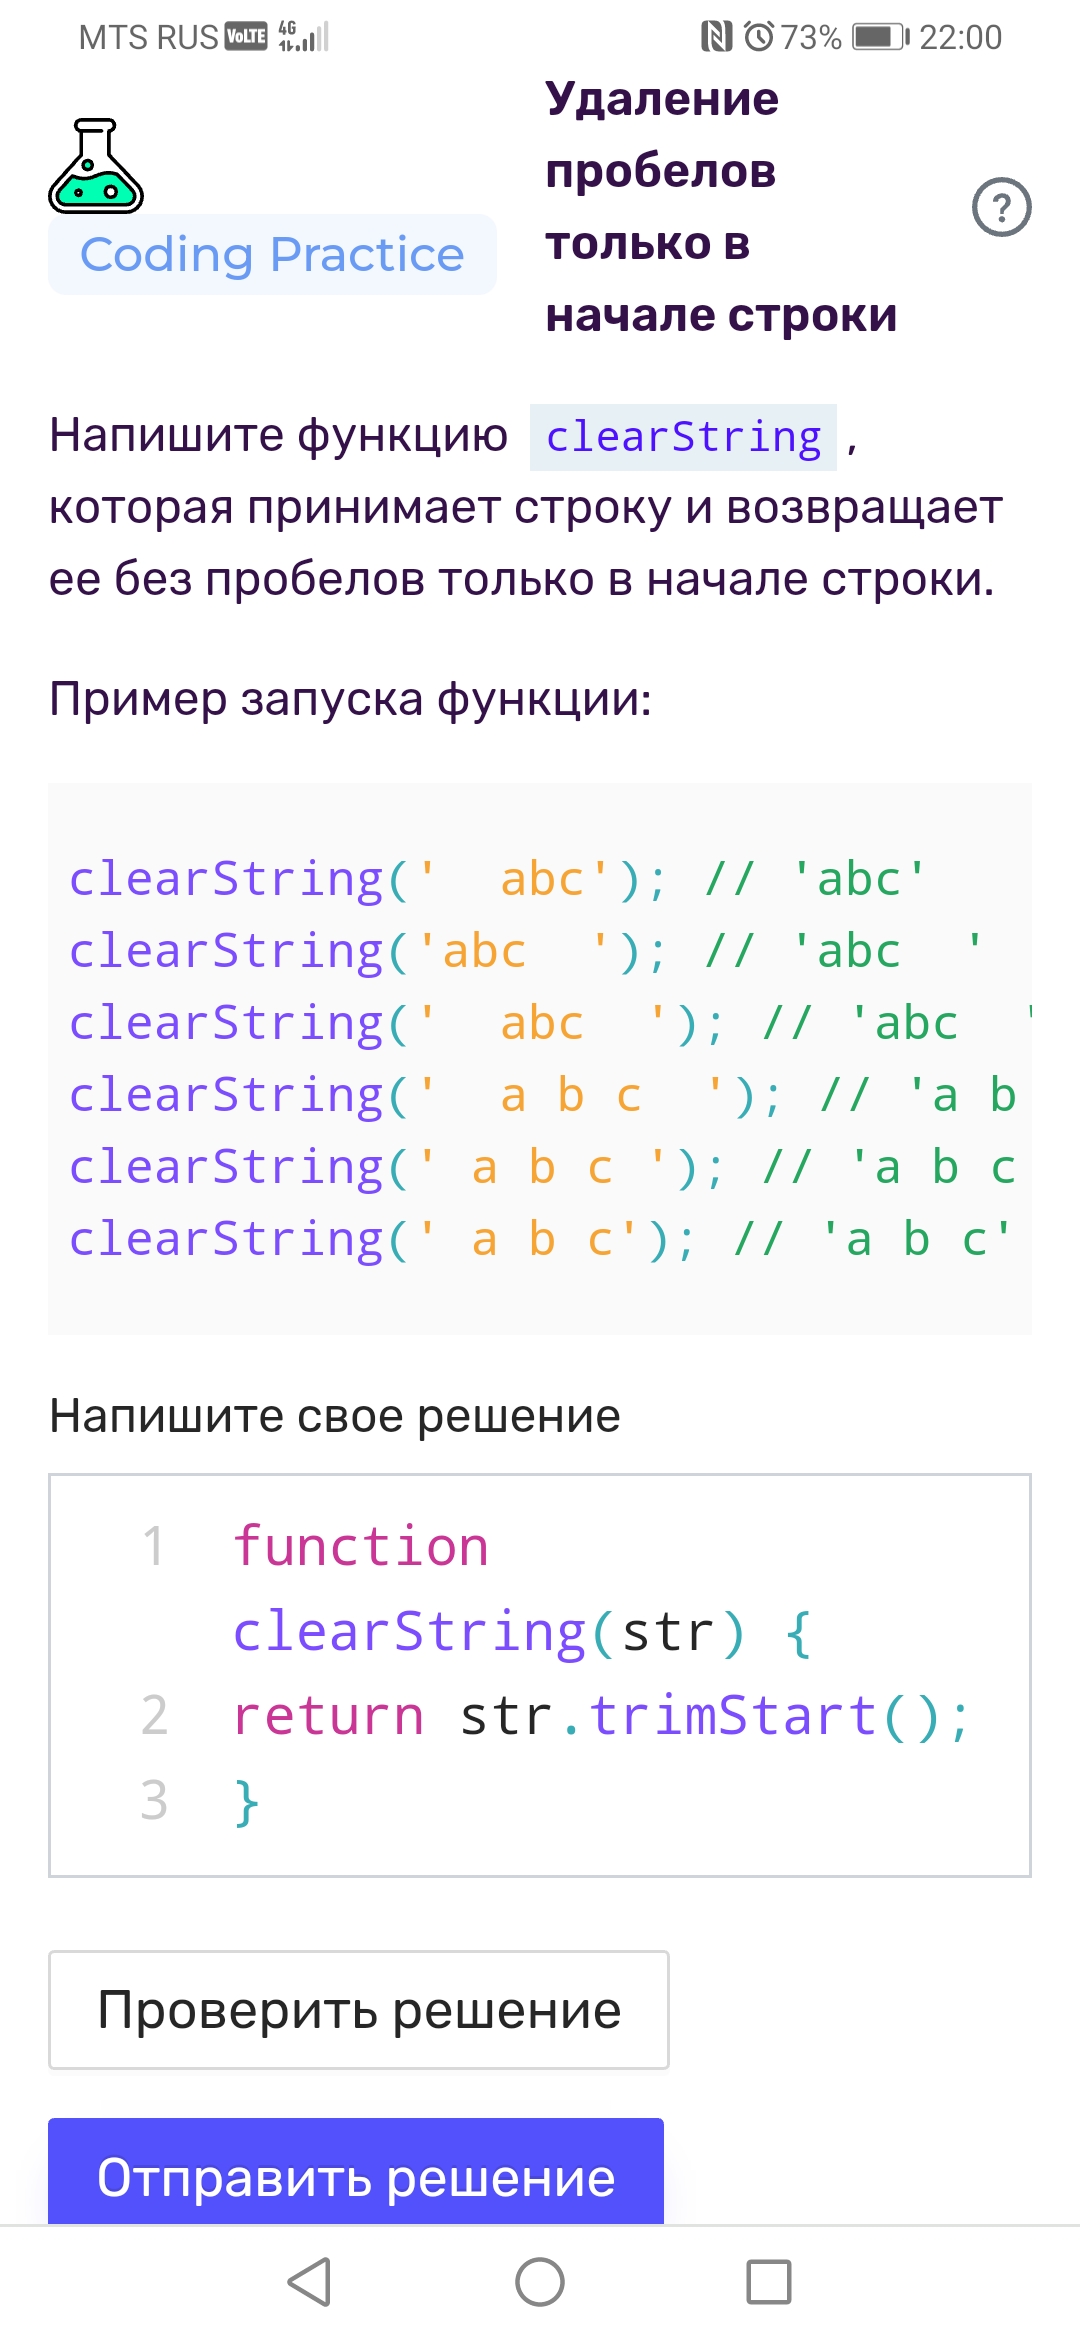 MTS RUS VoLTE 4G 73% 22:00
Удаление
пробелов
только в
начале строки
?
Coding Practice
Напишите функцию clearString ,
которая принимает строку и возвращает
ее без пробелов только в начале строки.
Пример запуска функции:
clearString('  abc'); // 'abc'
clearString('abc  '); // 'abc  '
clearString('  abc  '); // 'abc  '
clearString('  a b c  '); // 'a b
clearString(' a b c '); // 'a b c
clearString(' a b c'); // 'a b c'
Напишите свое решение
1 function
clearString(str) {
2 return str.trimStart();
3 }
Проверить решение
Отправить решение